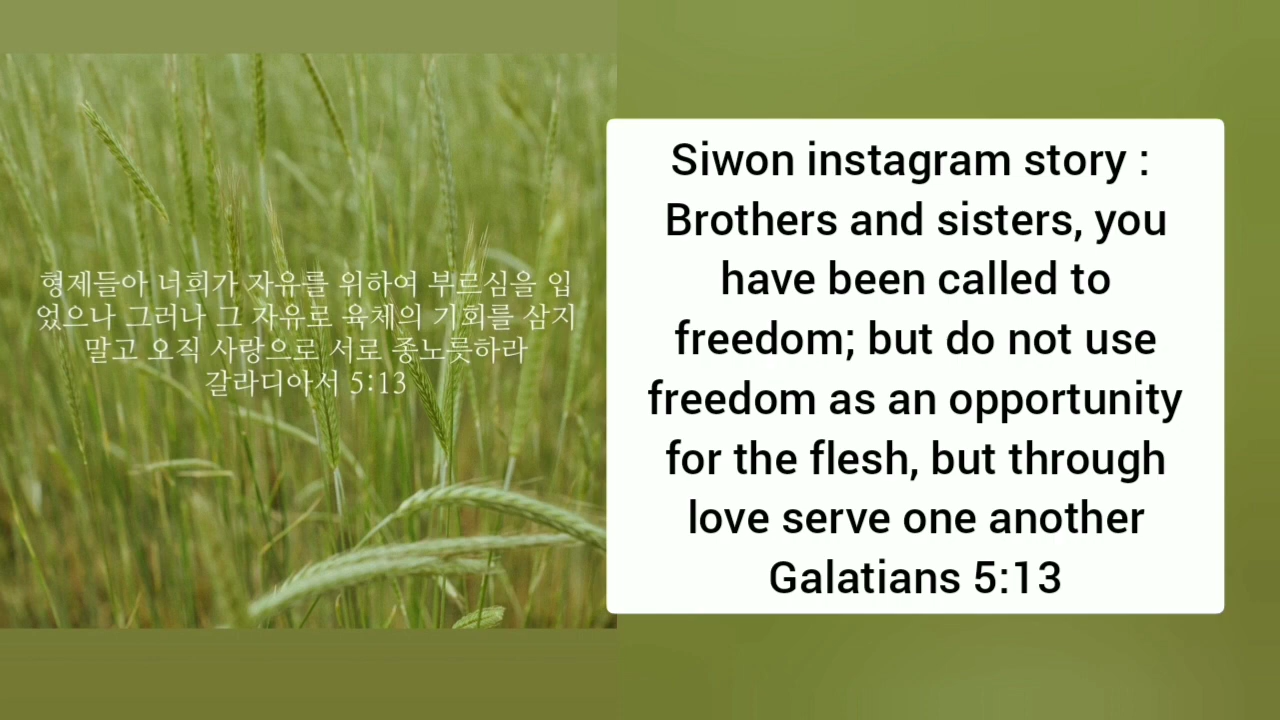 형제들아 너희가 자유를 위하여 부르심을 입
었으나 그러나 그 자유로 육체의 기회를 삼지
말고 오직 사랑으로 서로 종노릇하라
갈라디아서 5:13
Siwon instagram story :
Brothers and sisters, you
have been called to
freedom; but do not use
freedom as an opportunity
for the flesh, but through
love serve one another
Galatians 5:13